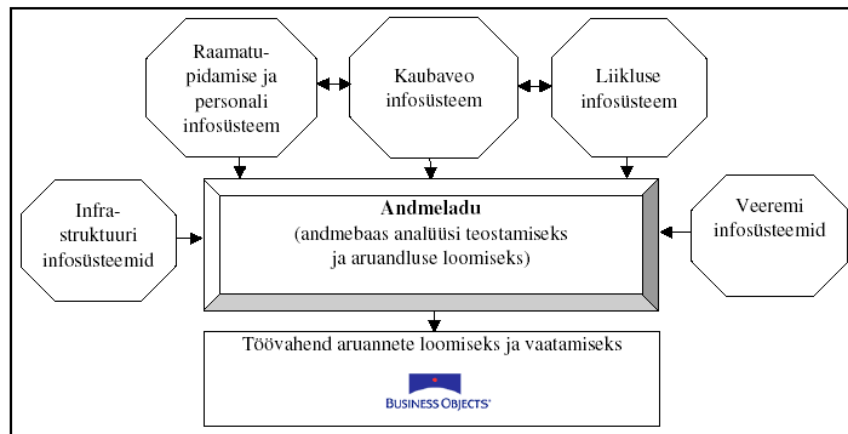 Raamatu-
pidamise ja
personali
infosüsteem
Kaubaveo
infosüsteem
Liikluse
infosüsteem
Infra-
struktuuri
infosüsteemid
Andmeladu
(andmebaas analüüsi teostamiseks
ja aruandluse loomiseks)
Veeremi
infosüsteemid
Töövahend aruannete loomiseks ja vaatamiseks
BUSINESS OBJECTS®